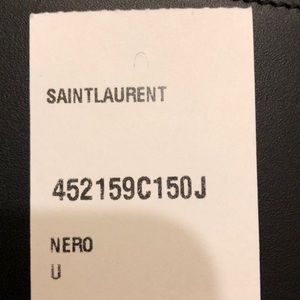 SAINTLAURENT
452159C150J
NERO
U